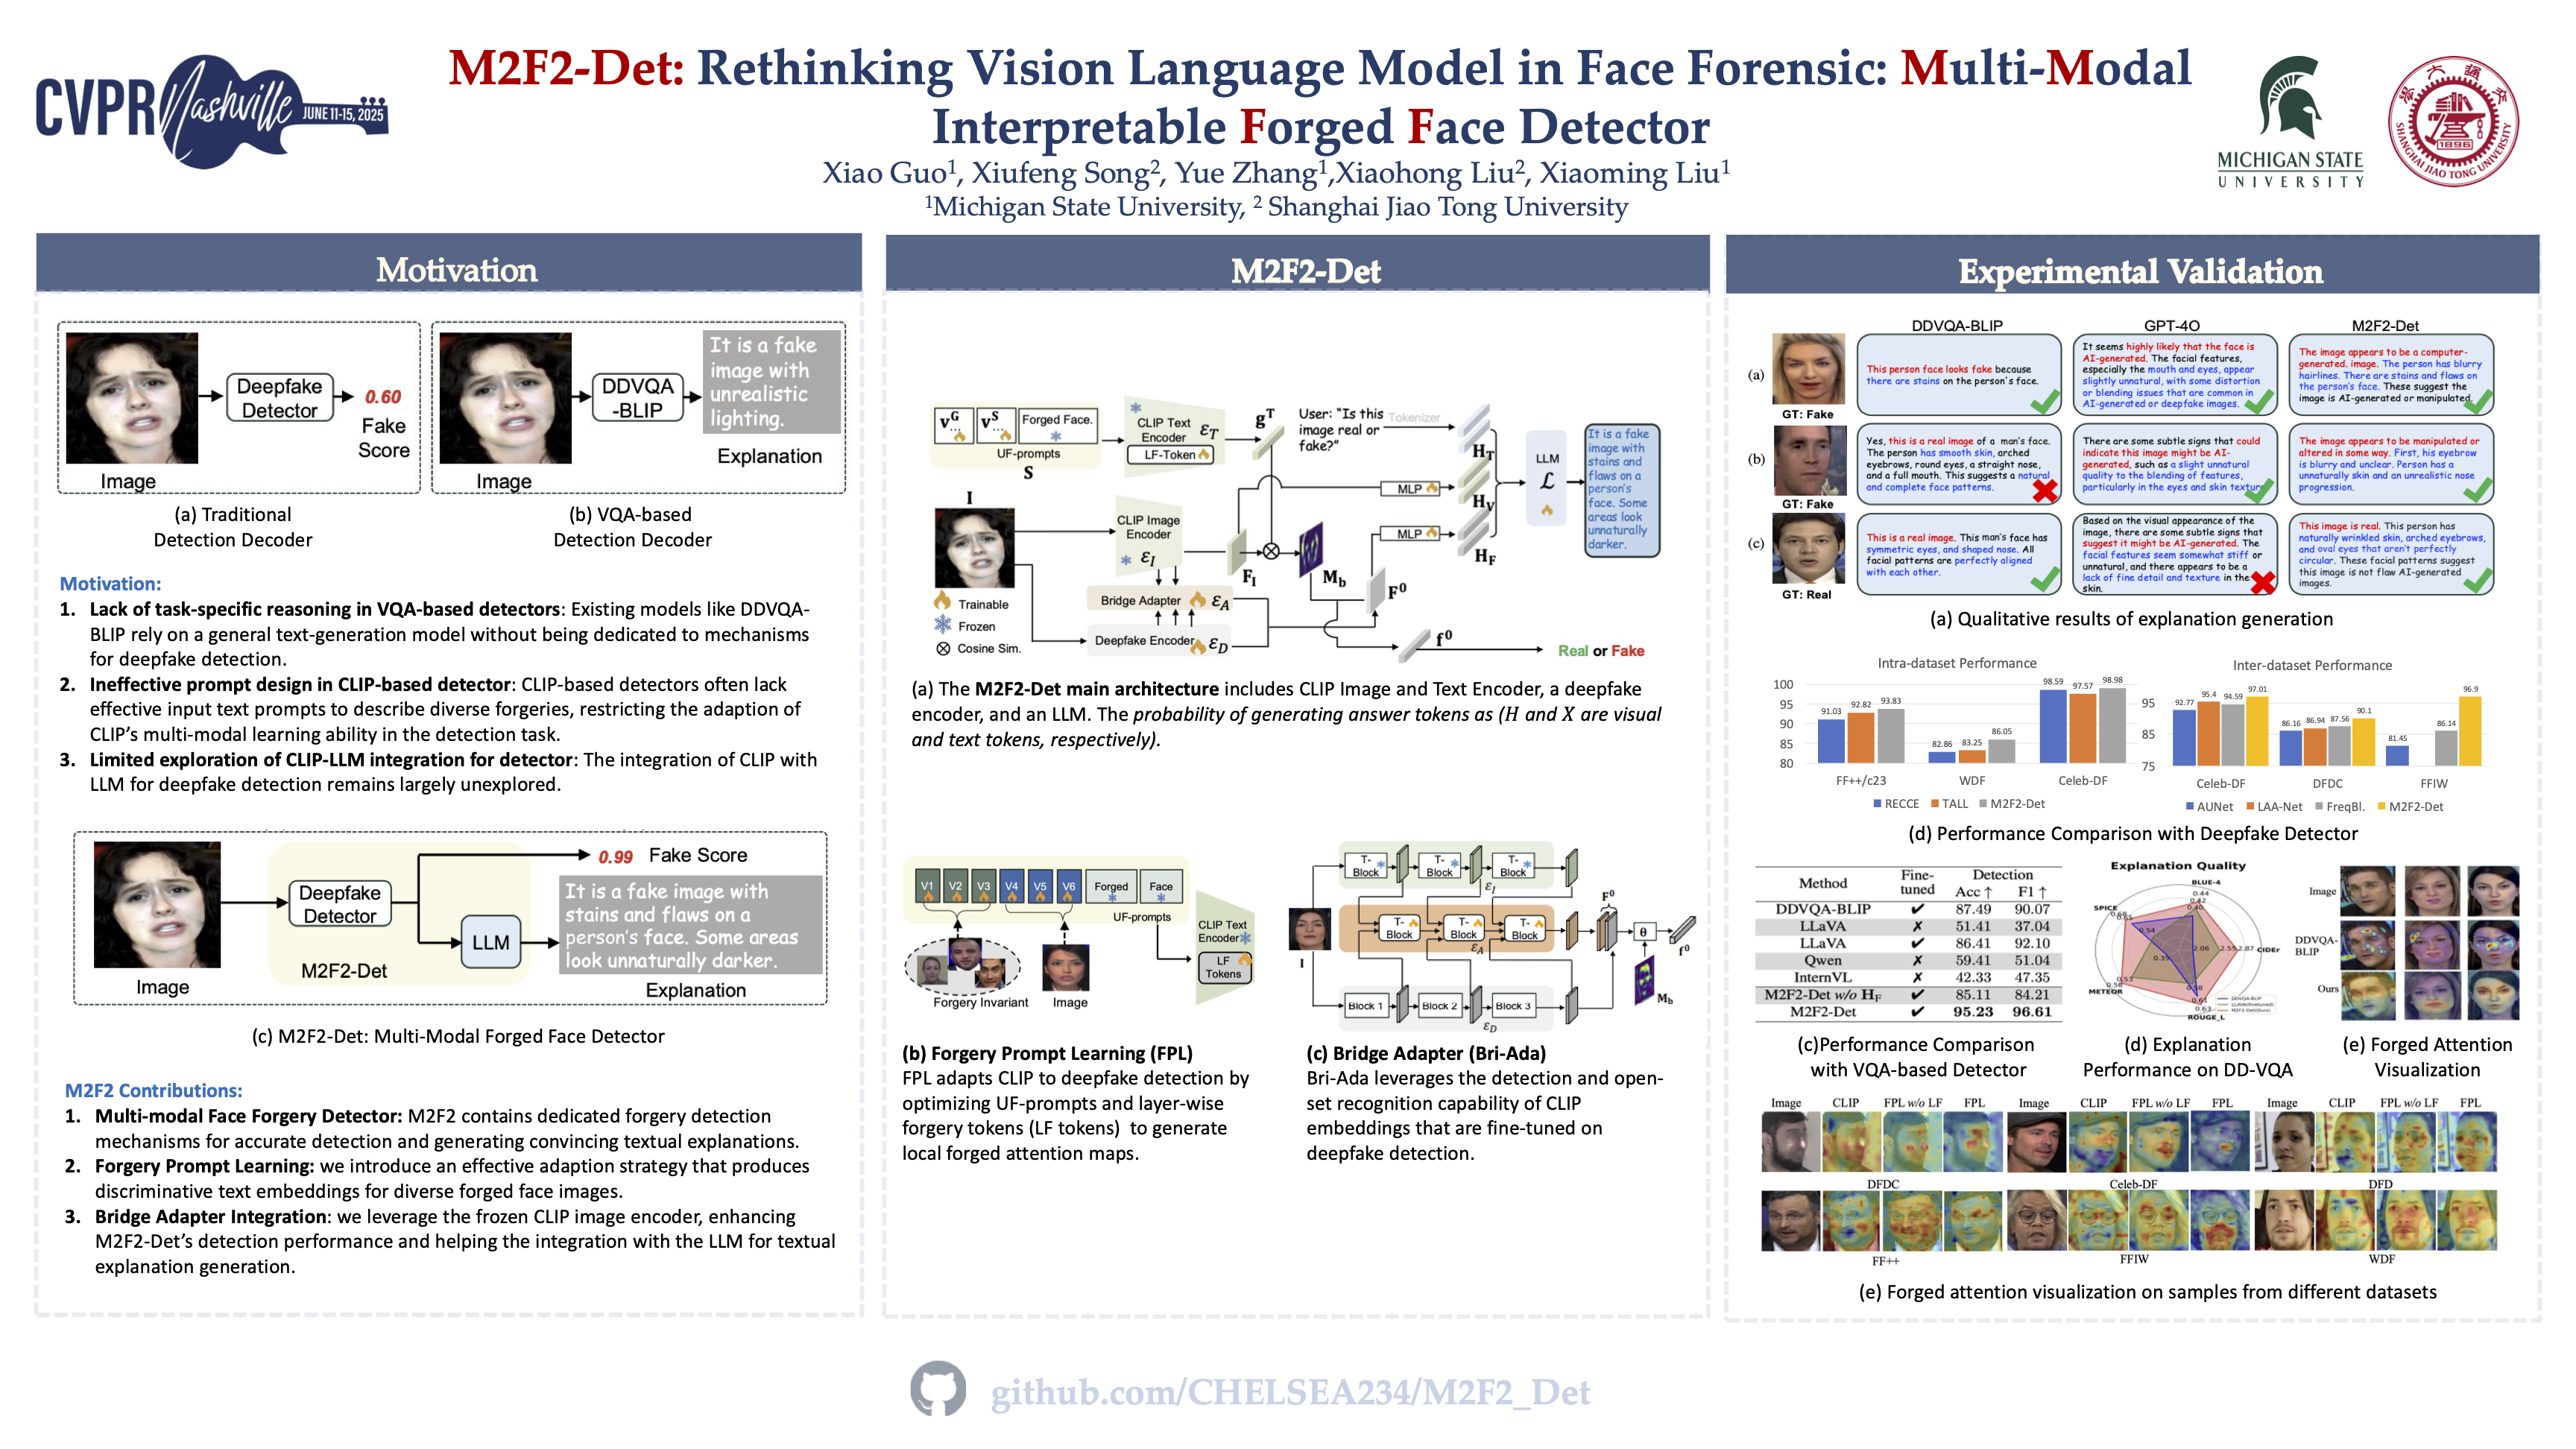 CVPR Nashville JUNE 11-15, 2025
M2F2-Det: Rethinking Vision Language Model in Face Forensic: Multi-Modal
Interpretable Forged Face Detector
Xiao Guo1, Xiufeng Song2, Yue Zhang1,Xiaohong Liu2, Xiaoming Liu1
1Michigan State University, 2 Shanghai Jiao Tong University
MICHIGAN STATE
UNIVERSITY
SHANGHAI JIAO TONG UNIVERSITY
1896
Motivation
Deepfake
Detector
0.60
Fake
Score
Image
DDVQA
-BLIP
It is a fake
image with
unrealistic
lighting.
Explanation
Image
(a) Traditional
Detection Decoder
(b) VQA-based
Detection Decoder
Motivation:
1. Lack of task-specific reasoning in VQA-based detectors: Existing models like DDVQA-
BLIP rely on a general text-generation model without being dedicated to mechanisms
for deepfake detection.
2. Ineffective prompt design in CLIP-based detector: CLIP-based detectors often lack
effective input text prompts to describe diverse forgeries, restricting the adaption of
CLIP's multi-modal learning ability in the detection task.
3. Limited exploration of CLIP-LLM integration for detector: The integration of CLIP with
LLM for deepfake detection remains largely unexplored.
Deepfake
Detector
LLM
M2F2-Det
0.99 Fake Score
It is a fake image with
stains and flaws on a
person's face. Some areas
look unnaturally darker.
Explanation
Image
(c) M2F2-Det: Multi-Modal Forged Face Detector
M2F2 Contributions:
1. Multi-modal Face Forgery Detector: M2F2 contains dedicated forgery detection
mechanisms for accurate detection and generating convincing textual explanations.
2. Forgery Prompt Learning: we introduce an effective adaption strategy that produces
discriminative text embeddings for diverse forged face images.
3. Bridge Adapter Integration: we leverage the frozen CLIP image encoder, enhancing
M2F2-Det's detection performance and helping the integration with the LLM for textual
explanation generation.
M2F2-Det
vG ... vS ... Forged Face.
UF-prompts
S
CLIP Text
Encoder ℰT
LF-Token
gT
User: "Is this
image real or
fake?"
Tokenizer
HT
MLP
HV
MLP
HF
LLM
ℒ
It is a fake
image with
stains and
flaws on a
person's
face. Some
areas look
unnaturally
darker.
I
CLIP Image
Encoder
ℰI
FI
Mb
F0
Bridge Adapter ℰA
Deepfake Encoder ℰD
f0
Real or Fake
Trainable
Frozen
Cosine Sim.
(a) The M2F2-Det main architecture includes CLIP Image and Text Encoder, a deepfake
encoder, and an LLM. The probability of generating answer tokens as (H and X are visual
and text tokens, respectively).
V1 V2 V3 V4 V5 V6 Forged Face
UF-prompts
CLIP Text
Encoder
LF
Tokens
Forgery Invariant
Image
T-Block T-Block T-Block
ℰI
T-Block T-Block T-Block
ℰA
Block 1 Block 2 Block 3
ℰD
I
F0
θ
f0
Mb
(b) Forgery Prompt Learning (FPL)
FPL adapts CLIP to deepfake detection by
optimizing UF-prompts and layer-wise
forgery tokens (LF tokens) to generate
local forged attention maps.
(c) Bridge Adapter (Bri-Ada)
Bri-Ada leverages the detection and open-
set recognition capability of CLIP
embeddings that are fine-tuned on
deepfake detection.
Experimental Validation
DDVQA-BLIP GPT-4O M2F2-Det
(a)
GT: Fake
This person face looks fake because
there are stains on the person's face.
It seems highly likely that the face is
AI-generated. The facial features,
especially the mouth and eyes, appear
slightly unnatural, with some distortion
or blending issues that are common in
AI-generated or deepfake images.
The image appears to be a computer-
generated. image. The person has blurry
hairlines. There are stains and flaws on
the person's face. These suggest the
image is AI-generated or manipulated.
(b)
GT: Fake
Yes, this is a real image of a man's face.
The person has smooth skin, arched
eyebrows, round eyes, a straight nose,
and a full mouth. This suggests a natural
and complete face patterns.
There are some subtle signs that could
indicate this image might be AI-
generated, such as a slight unnatural
quality to the blending of features,
particularly in the eyes and skin texture
The image appears to be manipulated or
altered in some way. First, his eyebrow
is blurry and unclear. Person has a
unnaturally skin and an unrealistic nose
progression.
(c)
GT: Real
This is a real image. This man's face has
symmetric eyes, and shaped nose. All
facial patterns are perfectly aligned
with each other.
Based on the visual appearance of the
image, there are some subtle signs that
suggest it might be AI-generated. The
facial features seem somewhat stiff or
unnatural, and there appears to be a
lack of fine detail and texture in the
skin.
This image is real. This person has
naturally wrinkled skin, arched eyebrows,
and oval eyes that aren't perfectly
circular. These facial patterns suggest
this image is not flaw AI-generated
images.
(a) Qualitative results of explanation generation
Intra-dataset Performance
100
95
90
85
80
91.03 92.82 93.83
82.86 83.25 86.05
98.59 97.57 98.98
FF++/c23 WDF Celeb-DF
RECCE TALL M2F2-Det
Inter-dataset Performance
95
85
75
92.77 95.4 94.59 97.01
86.16 86.94 87.56 90.1
81.45 86.14 96.9
Celeb-DF DFDC FFIW
AUNet LAA-Net FreqBl. M2F2-Det
(d) Performance Comparison with Deepfake Detector
Method Fine-tuned Detection
Acc ↑ F1 ↑
DDVQA-BLIP ✔ 87.49 90.07
LLaVA ✗ 51.41 37.04
LLaVA ✔ 86.41 92.10
Qwen ✗ 59.41 51.04
InternVL ✗ 42.33 47.35
M2F2-Det w/o HF ✔ 85.11 84.21
M2F2-Det ✔ 95.23 96.61
(c)Performance Comparison
with VQA-based Detector
Explanation Quality
BLUE-4
0.44
0.42
SPICE
CIDEr
2.06
2.87
0.54
METEOR
ROUGE_L
(d) Explanation
Performance on DD-VQA
Image
DDVQA-
BLIP
Ours
(e) Forged Attention
Visualization
Image CLIP FPL w/o LF FPL Image CLIP FPL w/o LF FPL Image CLIP FPL w/o LF FPL
DFDC Celeb-DF DFD
FF++ FFIW WDF
(e) Forged attention visualization on samples from different datasets
github.com/CHELSEA234/M2F2_Det